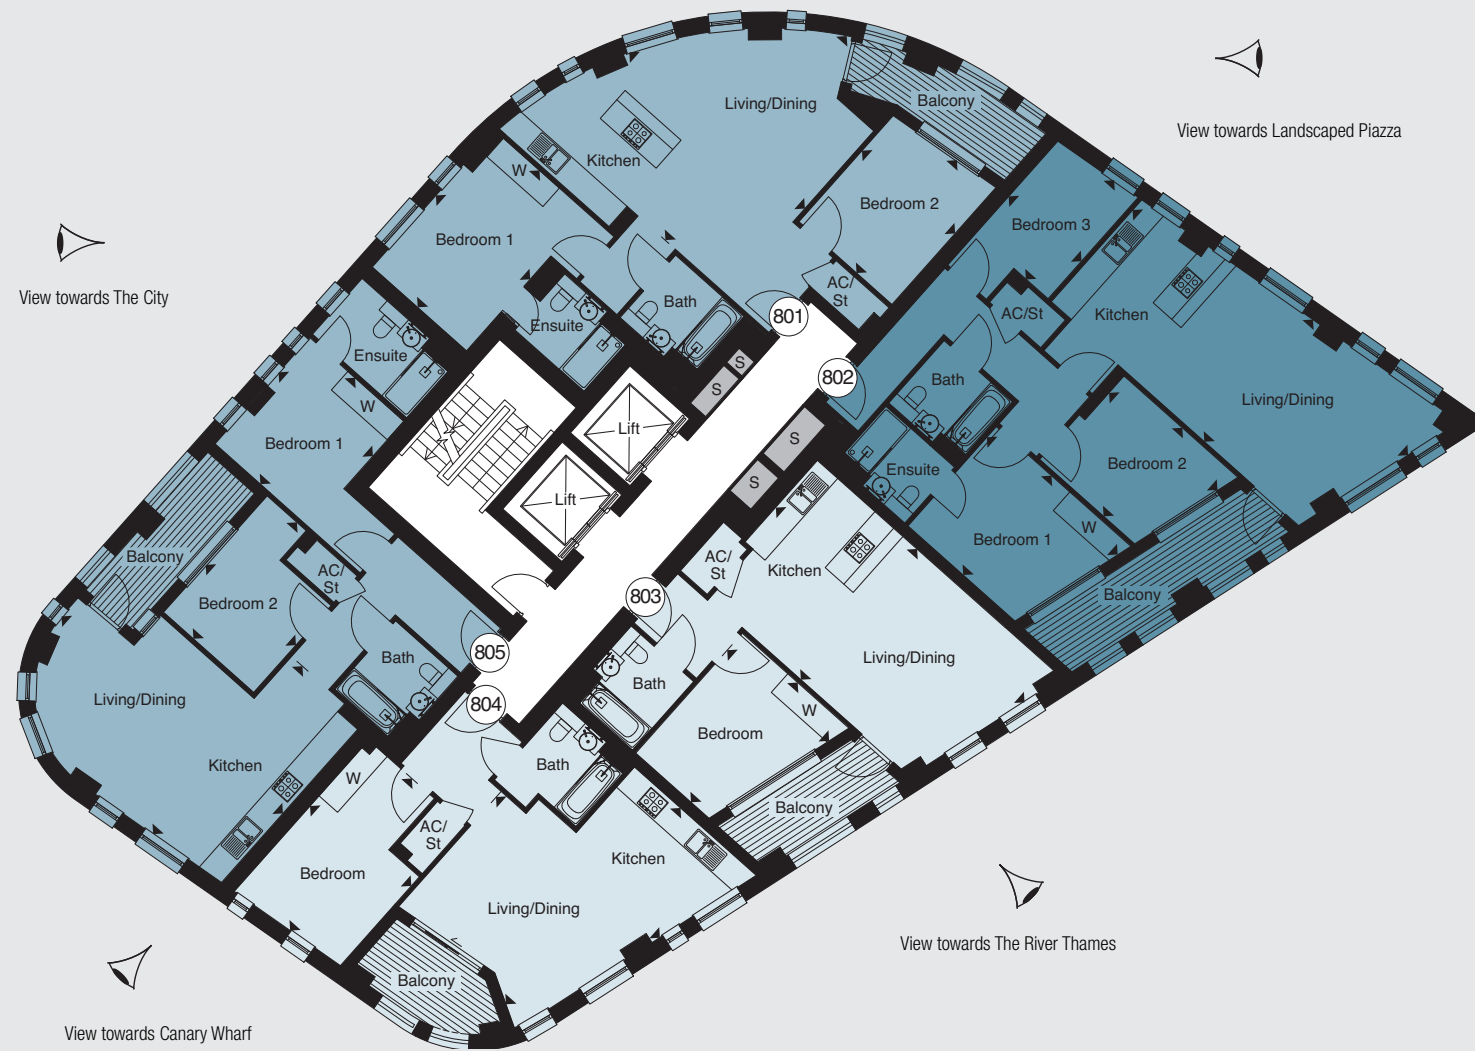 View towards Landscaped Piazza
View towards The City
View towards The River Thames
View towards Canary Wharf
801
Living/Dining
Kitchen
Balcony
Bedroom 2
Bedroom 1
W
Ensuite
Bath
AC/
St
802
Bedroom 3
Kitchen
AC/St
Bath
Living/Dining
Bedroom 2
Ensuite
Bedroom 1
W
Balcony
S
S
S
S
Lift
Lift
803
AC/
St
Kitchen
Living/Dining
Bath
W
Bedroom
Balcony
804
Bath
W
AC/
St
Kitchen
Bedroom
Living/Dining
Balcony
805
Ensuite
W
Bedroom 1
Balcony
AC/
St
Bedroom 2
Bath
Living/Dining
Kitchen